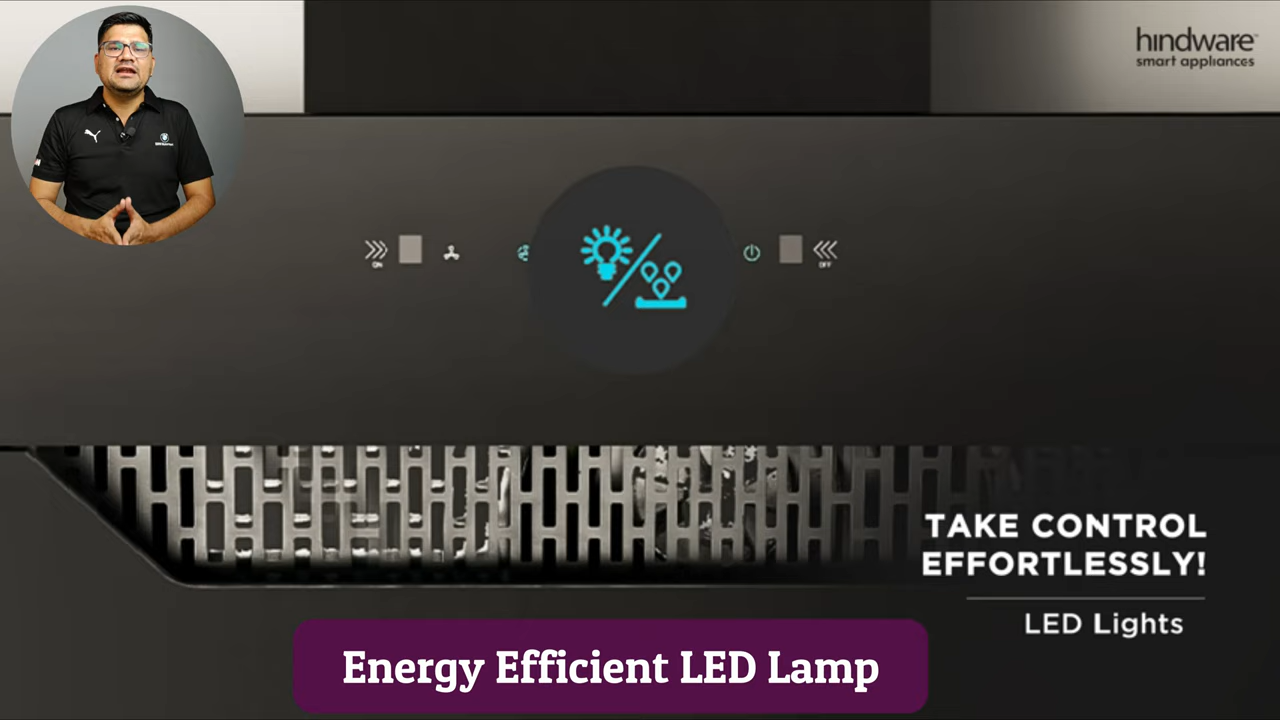 hindware
smart appliances
ON
OFF
TAKE CONTROL
EFFORTLESSLY!
LED Lights
Energy Efficient LED Lamp